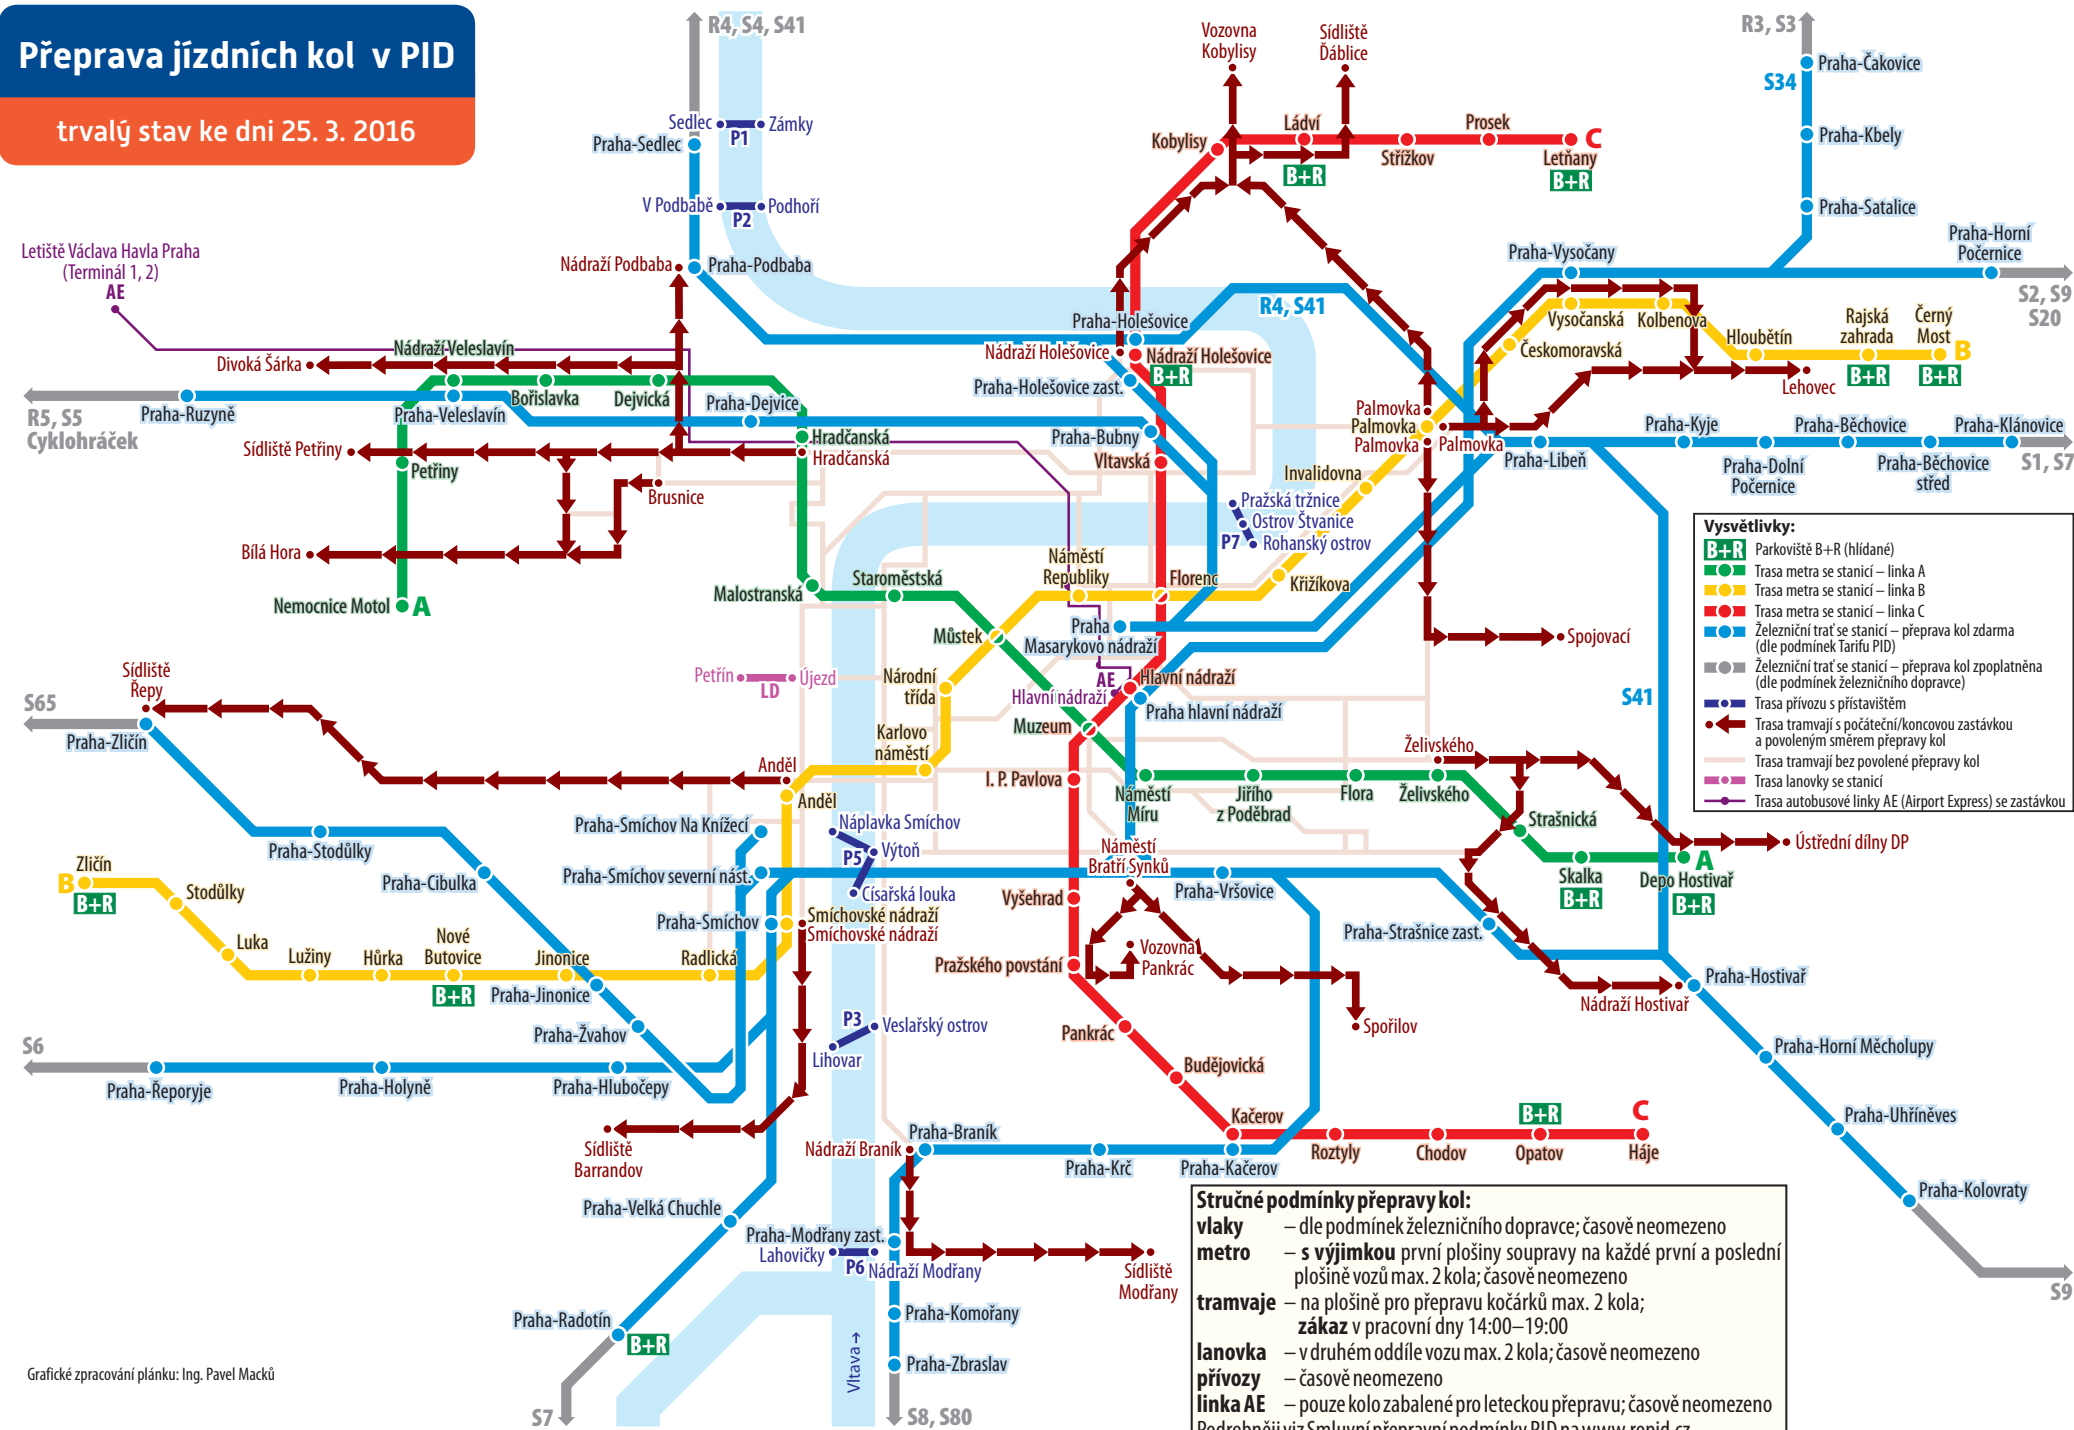 Přeprava jízdních kol v PID
trvalý stav ke dni 25. 3. 2016
R4, S4, S41
Sedlec
P1
Zámky
Praha-Sedlec
V Podbabě
P2
Podhoří
Vozovna
Kobylisy
Sídliště
Ďáblice
Kobylisy
Ládví
B+R
Střížkov
Prosek
Letňany
B+R
C
R3, S3
Praha-Čakovice
S34
Praha-Kbely
Praha-Satalice
Praha-Horní
Počernice
S2, S9
S20
Letiště Václava Havla Praha
(Terminál 1, 2)
AE
Nádraží Podbaba
Praha-Podbaba
Praha-Vysočany
R4, S41
Praha-Holešovice
Nádraží Holešovice
Nádraží Holešovice
B+R
Praha-Holešovice zast.
Vysočanská
Kolbenova
Českomoravská
Hloubětín
Rajská
zahrada
B+R
Černý
Most
B+R
B
Lehovec
Divoká Šárka
Nádraží Veleslavín
Bořislavka
Dejvická
R5, S5
Cyklohráček
Praha-Ruzyně
Praha-Veleslavín
Praha-Dejvice
Praha-Bubny
Vltavská
Palmovka
Palmovka
Palmovka
Palmovka
Praha-Libeň
Praha-Kyje
Praha-Dolní
Počernice
Praha-Běchovice
Praha-Běchovice
střed
Praha-Klánovice
S1, S7
Sídliště Petřiny
Petřiny
Hradčanská
Hradčanská
Brusnice
Bílá Hora
Nemocnice Motol
A
Invalidovna
Pražská tržnice
Ostrov Štvanice
P7
Rohanský ostrov
Malostranská
Staroměstská
Náměstí
Republiky
Florenc
Křižíkova
Můstek
Praha
Masarykovo nádraží
Spojovací
Vysvětlivky:
B+R Parkoviště B+R (hlídané)
Trasa metra se stanicí – linka A
Trasa metra se stanicí – linka B
Trasa metra se stanicí – linka C
Železniční trať se stanicí – přeprava kol zdarma
(dle podmínek Tarifu PID)
Železniční trať se stanicí – přeprava kol zpoplatněna
(dle podmínek železničního dopravce)
Trasa přívozu s přístavištěm
Trasa tramvají s počáteční/koncovou zastávkou
a povoleným směrem přepravy kol
Trasa tramvají bez povolené přepravy kol
Trasa lanovky se stanicí
Trasa autobusové linky AE (Airport Express) se zastávkou
Sídliště
Řepy
S65
Praha-Zličín
Petřín
LD
Újezd
Národní
třída
AE
Hlavní nádraží
Hlavní nádraží
Praha hlavní nádraží
S41
Muzeum
Karlovo
náměstí
Anděl
Anděl
I. P. Pavlova
Náměstí
Míru
Jiřího
z Poděbrad
Flora
Želivského
Želivského
Strašnická
Ústřední dílny DP
Skalka
B+R
A
Depo Hostivař
B+R
Praha-Stodůlky
Praha-Smíchov Na Knížecí
Náplavka Smíchov
P5
Výtoň
Císařská louka
Praha-Cibulka
Praha-Smíchov severní nást.
Náměstí
Bratří Synků
Praha-Vršovice
B
Zličín
B+R
Stodůlky
Luka
Lužiny
Hůrka
Nové
Butovice
B+R
Jinonice
Praha-Jinonice
Radlická
Praha-Smíchov
Smíchovské nádraží
Smíchovské nádraží
Vyšehrad
Pražského povstání
Vozovna
Pankrác
Praha-Strašnice zast.
Praha-Hostivař
Nádraží Hostivař
Spořilov
Praha-Žvahov
P3
Veslařský ostrov
Lihovar
Pankrác
Budějovická
Praha-Horní Měcholupy
S6
Praha-Řeporyje
Praha-Holyně
Praha-Hlubočepy
Kačerov
Roztyly
Chodov
B+R
Opatov
C
Háje
Praha-Uhříněves
Sídliště
Barrandov
Nádraží Braník
Praha-Braník
Praha-Krč
Praha-Kačerov
Praha-Kolovraty
S9
Praha-Velká Chuchle
Praha-Modřany zast.
Lahovičky
P6
Nádraží Modřany
Sídliště
Modřany
Praha-Radotín
B+R
Praha-Komořany
Praha-Zbraslav
Vltava →
S7
S8, S80
Stručné podmínky přepravy kol:
vlaky – dle podmínek železničního dopravce; časově neomezeno
metro – s výjimkou první plošiny soupravy na každé první a poslední
plošině vozů max. 2 kola; časově neomezeno
tramvaje – na plošině pro přepravu kočárků max. 2 kola;
zákaz v pracovní dny 14:00–19:00
lanovka – v druhém oddíle vozu max. 2 kola; časově neomezeno
přívozy – časově neomezeno
linka AE – pouze kolo zabalené pro leteckou přepravu; časově neomezeno
Podrobněji viz Smluvní přepravní podmínky PID na www.ropid.cz
Grafické zpracování plánku: Ing. Pavel Macků